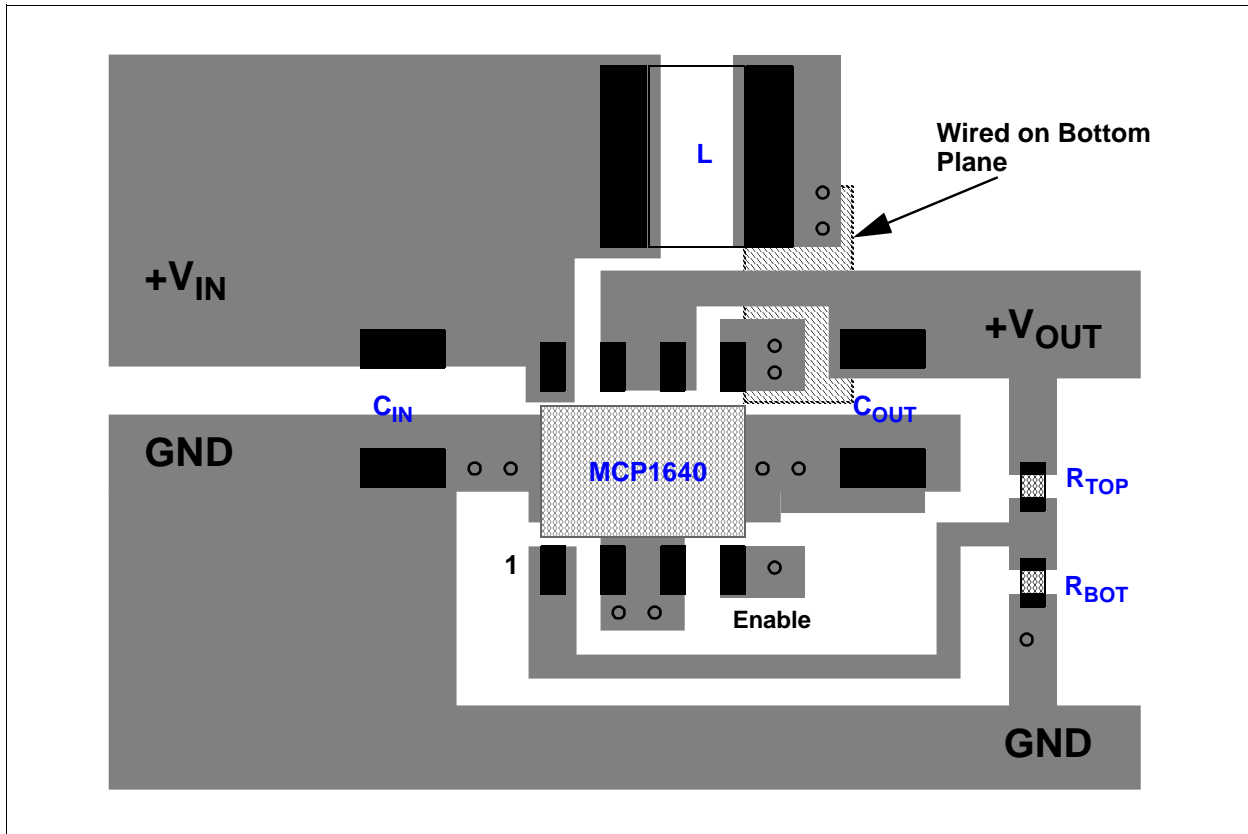 L
Wired on Bottom
Plane
+VIN
+VOUT
CIN
COUT
GND
MCP1640
RTOP
1
RBOT
Enable
GND